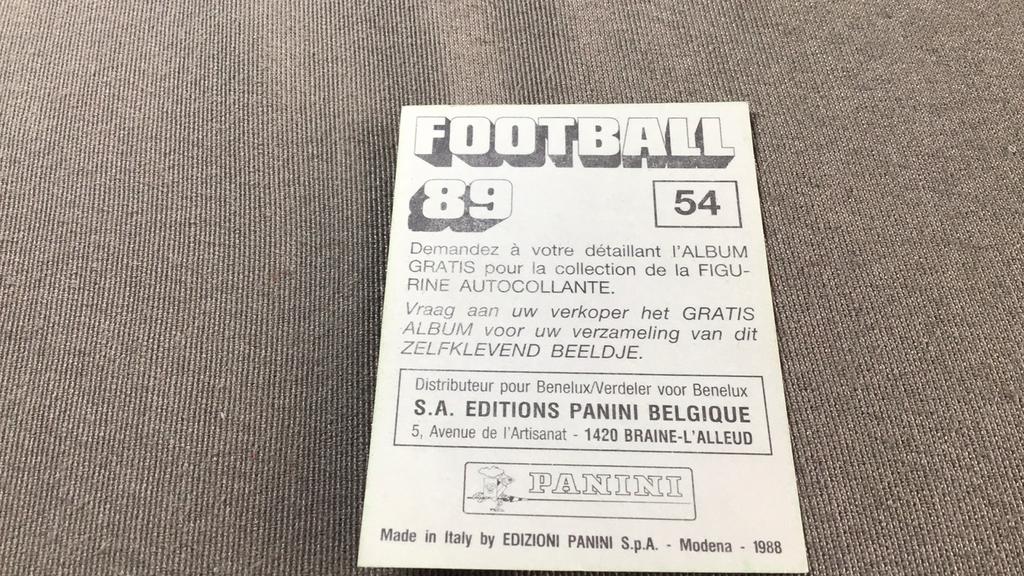 FOOTBALL
89
54
Demandez à votre détaillant l'ALBUM
GRATIS pour la collection de la FIGU-
RINE AUTOCOLLANTE.
Vraag aan uw verkoper het GRATIS
ALBUM voor uw verzameling van dit
ZELFKLEVEND BEELDJE.
Distributeur pour Benelux/Verdeler voor Benelux
S.A. EDITIONS PANINI BELGIQUE
5, Avenue de l'Artisanat - 1420 BRAINE-L'ALLEUD
PANINI
Made in Italy by EDIZIONI PANINI S.p.A. - Modena - 1988